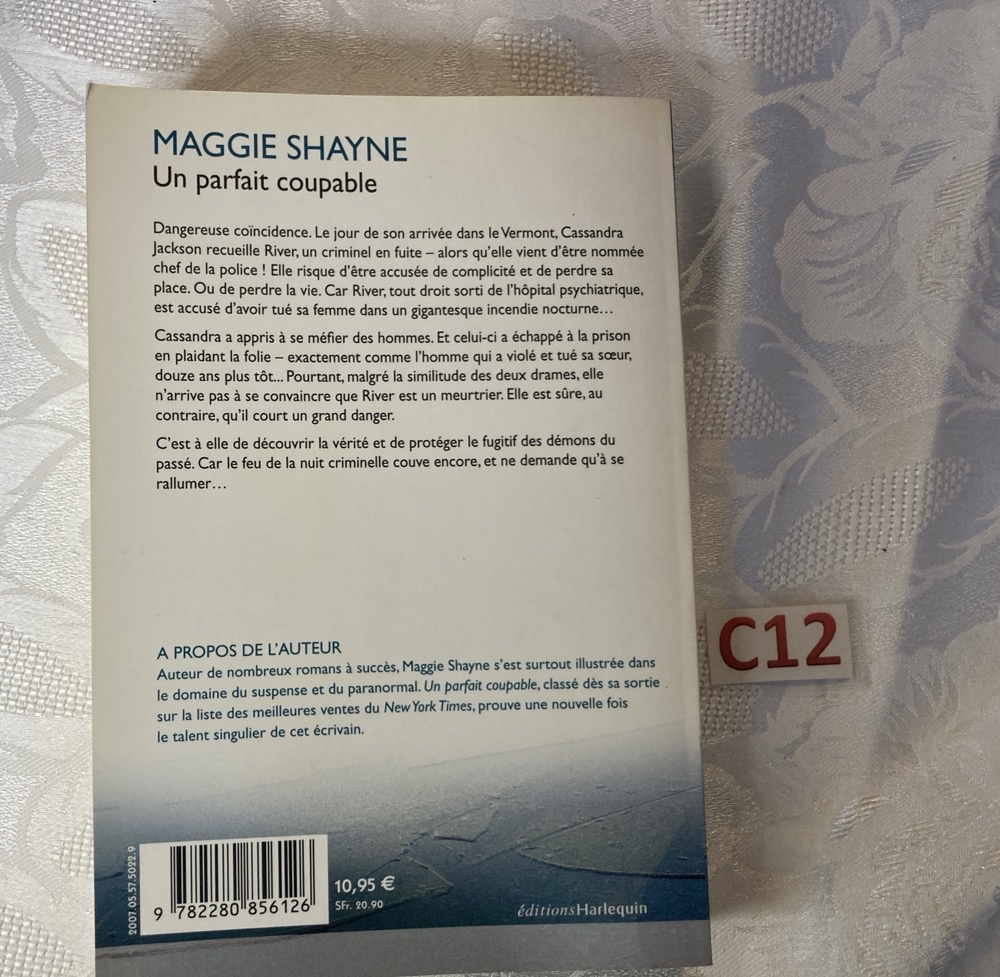 MAGGIE SHAYNE
Un parfait coupable
Dangereuse coïncidence. Le jour de son arrivée dans le Vermont, Cassandra
Jackson recueille River, un criminel en fuite – alors qu'elle vient d'être nommée
chef de la police ! Elle risque d'être accusée de complicité et de perdre sa
place. Ou de perdre la vie. Car River, tout droit sorti de l'hôpital psychiatrique,
est accusé d'avoir tué sa femme dans un gigantesque incendie nocturne…
Cassandra a appris à se méfier des hommes. Et celui-ci a échappé à la prison
en plaidant la folie – exactement comme l'homme qui a violé et tué sa sœur,
douze ans plus tôt... Pourtant, malgré la similitude des deux drames, elle
n'arrive pas à se convaincre que River est un meurtrier. Elle est sûre, au
contraire, qu'il court un grand danger.
C'est à elle de découvrir la vérité et de protéger le fugitif des démons du
passé. Car le feu de la nuit criminelle couve encore, et ne demande qu'à se
rallumer…
C12
A PROPOS DE L'AUTEUR
Auteur de nombreux romans à succès, Maggie Shayne s'est surtout illustrée dans
le domaine du suspense et du paranormal. Un parfait coupable, classé dès sa sortie
sur la liste des meilleures ventes du New York Times, prouve une nouvelle fois
le talent singulier de cet écrivain.
2007.05.57.5022.9
9 782280 856126
10,95 €
SFr. 20.90
éditionsHarlequin